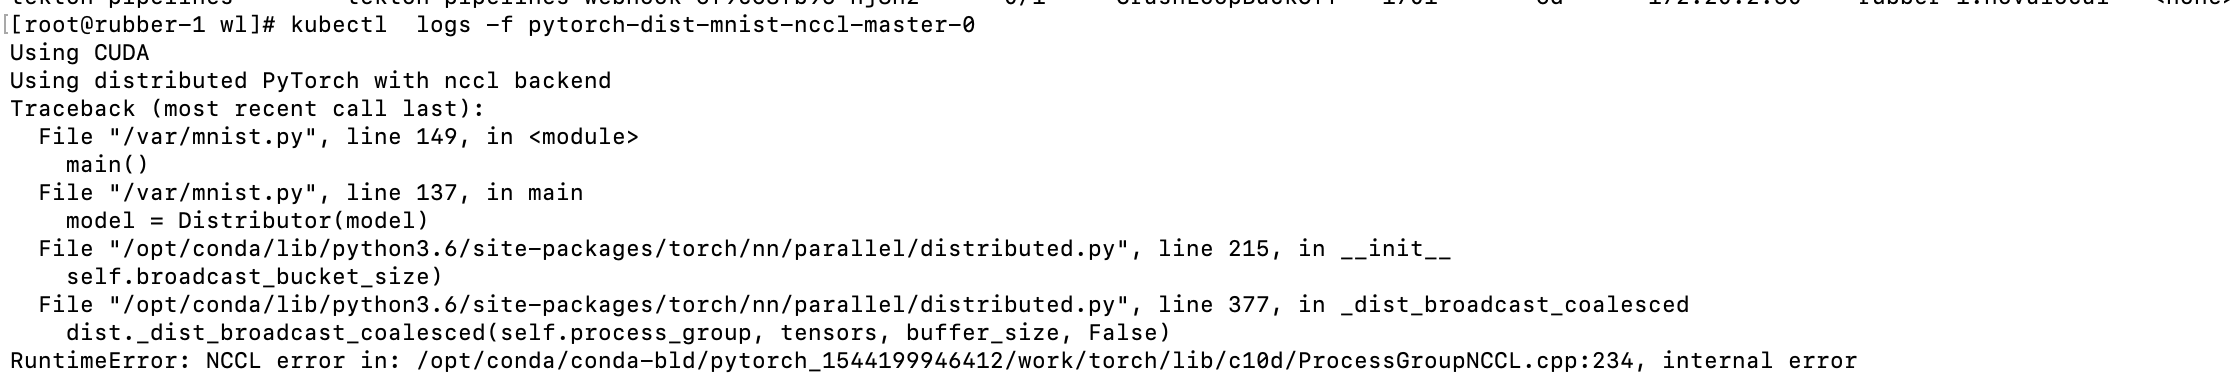 [[root@rubber-1 wl]# kubectl  logs -f pytorch-dist-mnist-nccl-master-0
Using CUDA
Using distributed PyTorch with nccl backend
Traceback (most recent call last):
  File "/var/mnist.py", line 149, in <module>
    main()
  File "/var/mnist.py", line 137, in main
    model = Distributor(model)
  File "/opt/conda/lib/python3.6/site-packages/torch/nn/parallel/distributed.py", line 215, in __init__
    self.broadcast_bucket_size)
  File "/opt/conda/lib/python3.6/site-packages/torch/nn/parallel/distributed.py", line 377, in _dist_broadcast_coalesced
    dist._dist_broadcast_coalesced(self.process_group, tensors, buffer_size, False)
RuntimeError: NCCL error in: /opt/conda/conda-bld/pytorch_1544199946412/work/torch/lib/c10d/ProcessGroupNCCL.cpp:234, internal error